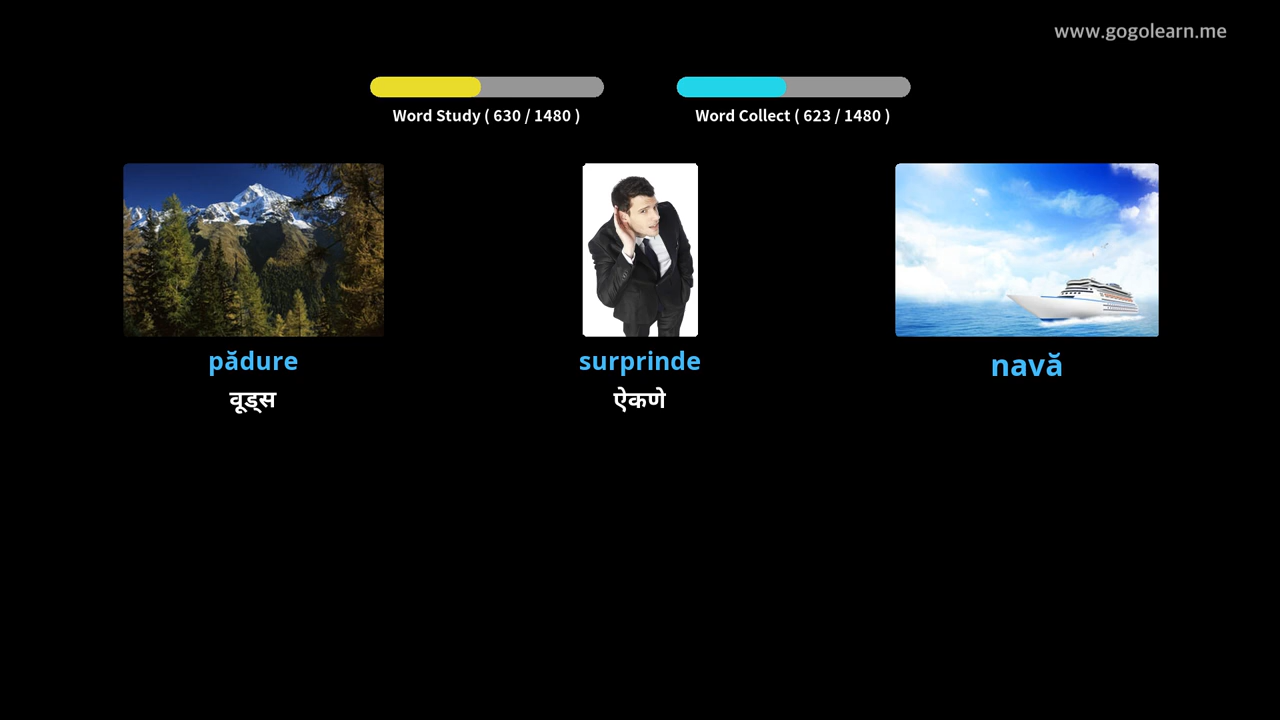 www.gogolearn.me
Word Study ( 630 / 1480 )
Word Collect ( 623 / 1480 )
pădure
surprinde
navă
वूड्स
ऐकणे